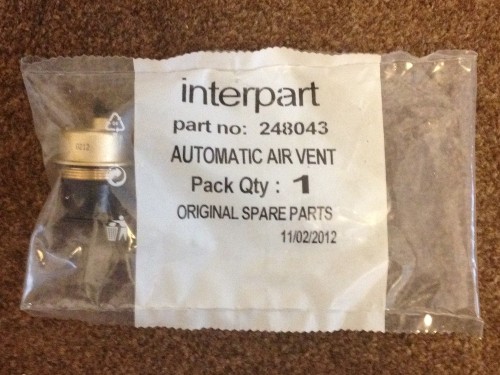 interpart
part no: 248043
AUTOMATIC AIR VENT
Pack Qty : 1
ORIGINAL SPARE PARTS
11/02/2012